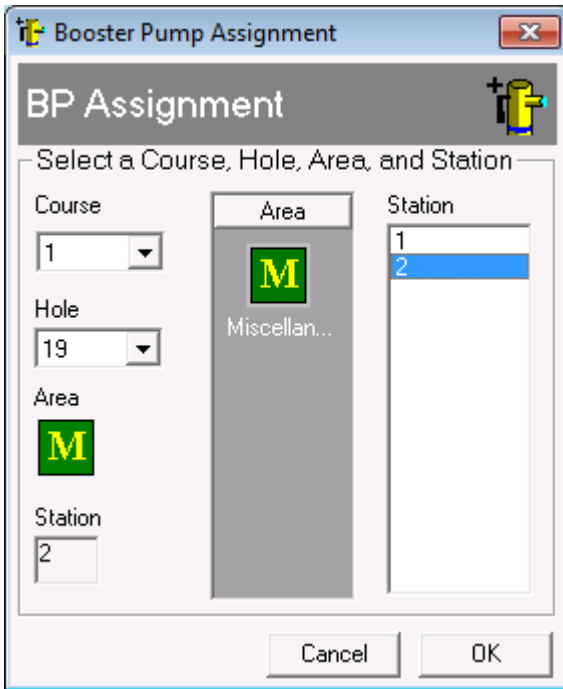 Booster Pump Assignment
BP Assignment
Select a Course, Hole, Area, and Station
Course
1
Hole
19
Area
M
Station
2
Area
M
Miscellan...
Station
1
2
Cancel
OK